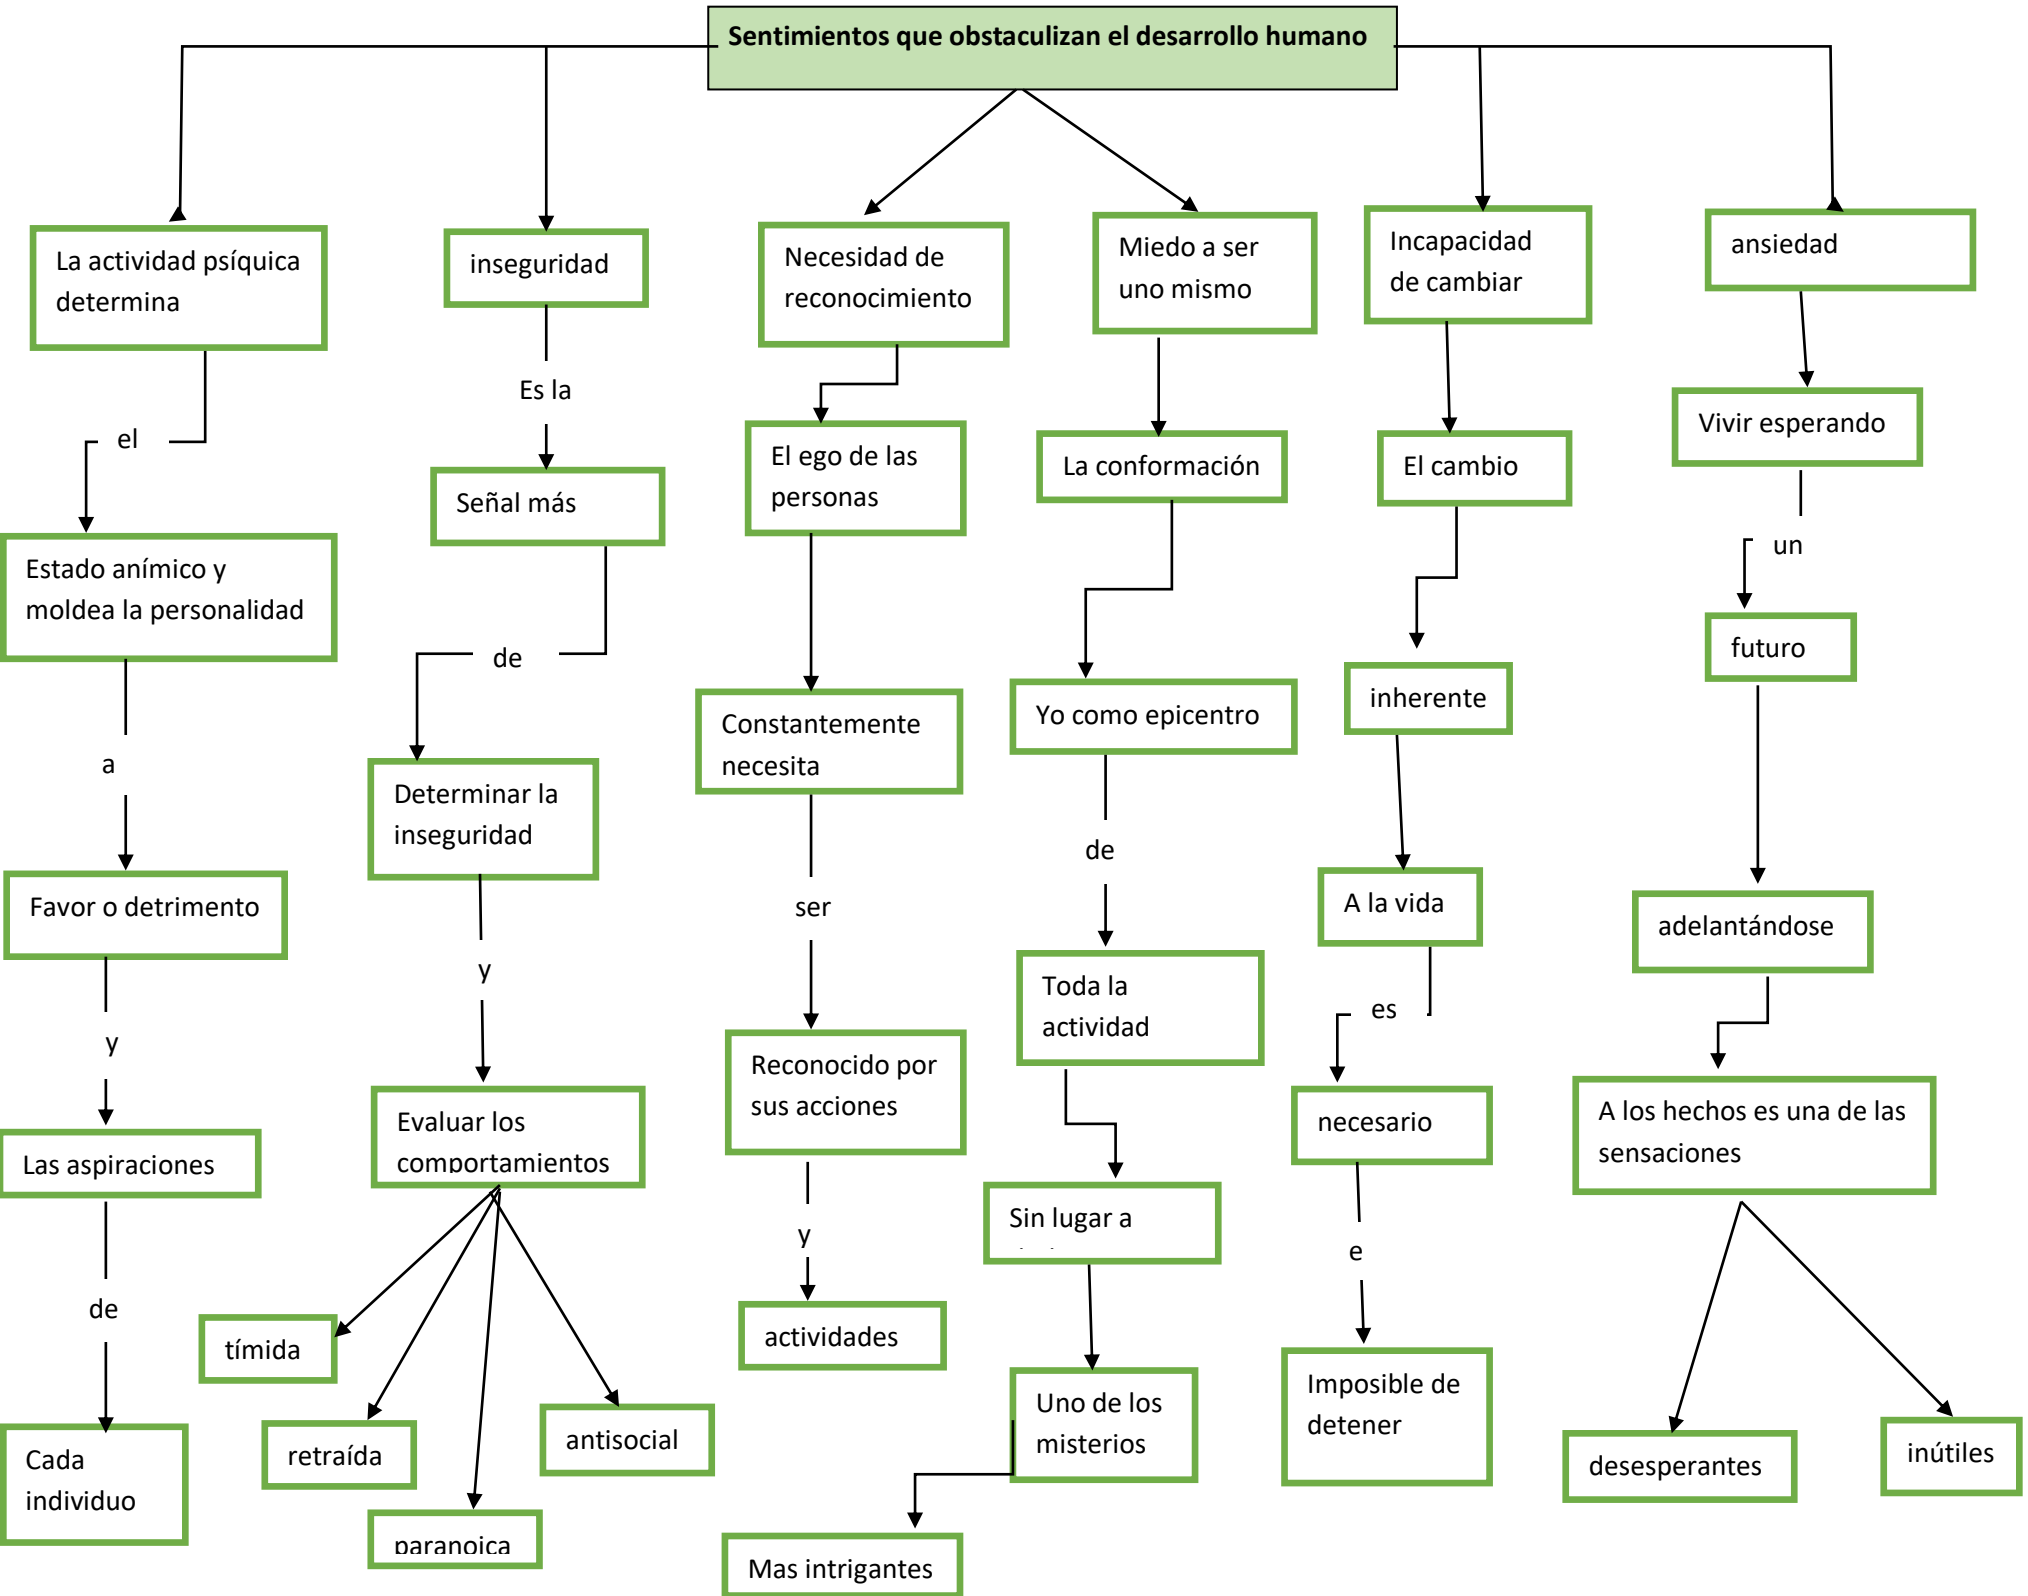 Sentimientos que obstaculizan el desarrollo humano
La actividad psíquica
determina
el
Estado anímico y
moldea la personalidad
a
Favor o detrimento
y
Las aspiraciones
de
Cada
individuo
inseguridad
Es la
Señal más
de
Determinar la
inseguridad
y
Evaluar los
comportamientos
tímida
retraída
paranoica
antisocial
Necesidad de
reconocimiento
El ego de las
personas
Constantemente
necesita
ser
Reconocido por
sus acciones
y
actividades
Miedo a ser
uno mismo
La conformación
Yo como epicentro
de
Toda la
actividad
Sin lugar a
Uno de los
misterios
Mas intrigantes
Incapacidad
de cambiar
El cambio
inherente
A la vida
es
necesario
e
Imposible de
detener
ansiedad
Vivir esperando
un
futuro
adelantándose
A los hechos es una de las
sensaciones
desesperantes
inútiles